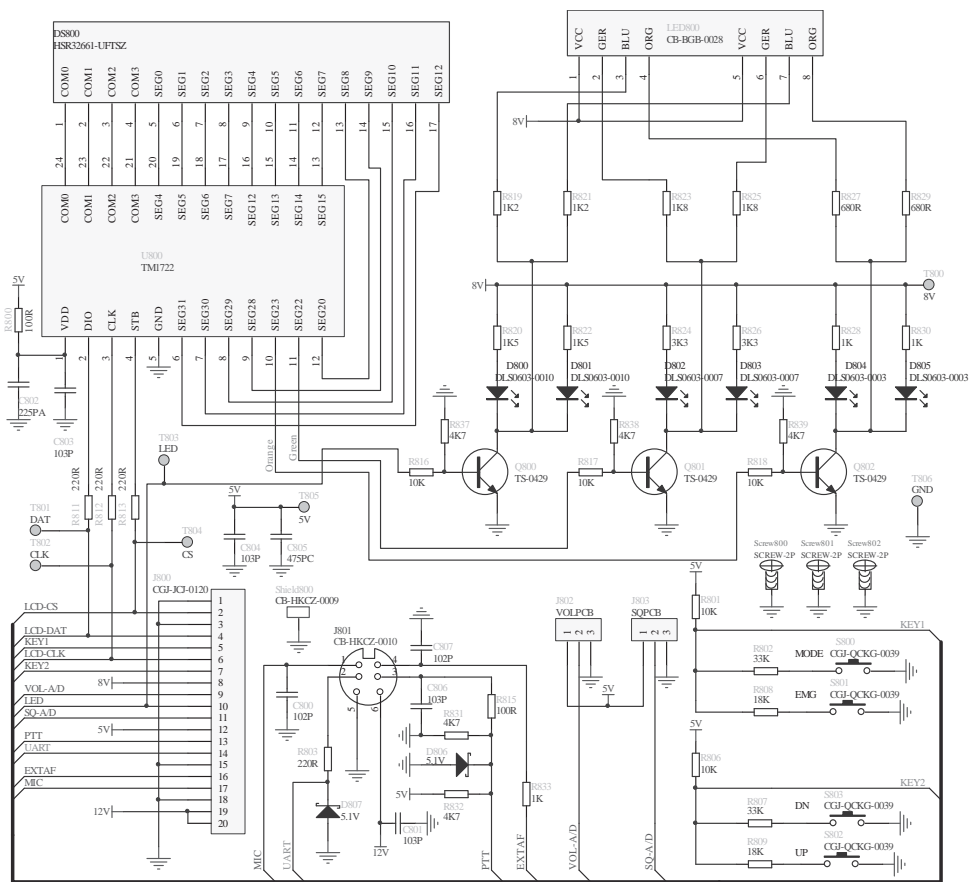 DS800
HSR32661-UFTSZ
COM0 COM1 COM2 COM3 SEG0 SEG1 SEG2 SEG3 SEG4 SEG5 SEG6 SEG7 SEG8 SEG9 SEG10 SEG11 SEG12
1 2 3 4 5 6 7 8 9 10 11 12 13 14 15 16 17
24 23 22 21 20 19 18 17 16 15 14 13
COM0 COM1 COM2 COM3 SEG4 SEG5 SEG6 SEG7 SEG12 SEG13 SEG14 SEG15
U800
TM1722
VDD DIO CLK STB GND SEG31 SEG30 SEG29 SEG28 SEG23 SEG22 SEG20
1 2 3 4 5 6 7 8 9 10 11 12
5V
R800
100R
C802
225PA
C803
103P
LED800
CB-BGB-0028
VCC GER BLU ORG VCC GER BLU ORG
1 2 3 4 5 6 7 8
8V
R819
1K2
R821
1K2
R823
1K8
R825
1K8
R827
680R
R829
680R
8V
T800
8V
R820
1K5
R822
1K5
R824
3K3
R826
3K3
R828
1K
R830
1K
D800
DLS0603-0010
D801
DLS0603-0010
D802
DLS0603-0007
D803
DLS0603-0007
D804
DLS0603-0003
D805
DLS0603-0003
R837
4K7
R838
4K7
R839
4K7
R816
10K
Q800
TS-0429
R817
10K
Q801
TS-0429
R818
10K
Q802
TS-0429
T806
GND
Orange
Green
T803
LED
220R
R811
220R
R812
220R
R813
T801
DAT
T802
CLK
T804
CS
5V
C804
103P
C805
475PC
T805
5V
Screw800
SCREW-2P
Screw801
SCREW-2P
Screw802
SCREW-2P
J800
CGJ-JCJ-0120
1
2
3
4
5
6
7
8
9
10
11
12
13
14
15
16
17
18
19
20
LCD-CS
LCD-DAT
KEY1
LCD-CLK
KEY2
8V
VOL-A/D
LED
SQ-A/D
5V
PTT
UART
EXTAF
MIC
12V
Shield800
CB-HKCZ-0009
J801
CB-HKCZ-0010
1 2 3 4 5 6
C807
102P
C800
102P
C806
103P
R831
4K7
R815
100R
R803
220R
D806
5.1V
D807
5.1V
5V
R832
4K7
R833
1K
C801
103P
12V
MIC
UART
PTT
EXTAF
J802
VOLPCB
1 2 3
J803
SQPCB
1 2 3
5V
VOL-A/D
SQ-A/D
5V
R801
10K
KEY1
R802
33K
MODE
S800
CGJ-QCKG-0039
R808
18K
EMG
S801
CGJ-QCKG-0039
5V
R806
10K
KEY2
R807
33K
DN
S803
CGJ-QCKG-0039
R809
18K
UP
S802
CGJ-QCKG-0039